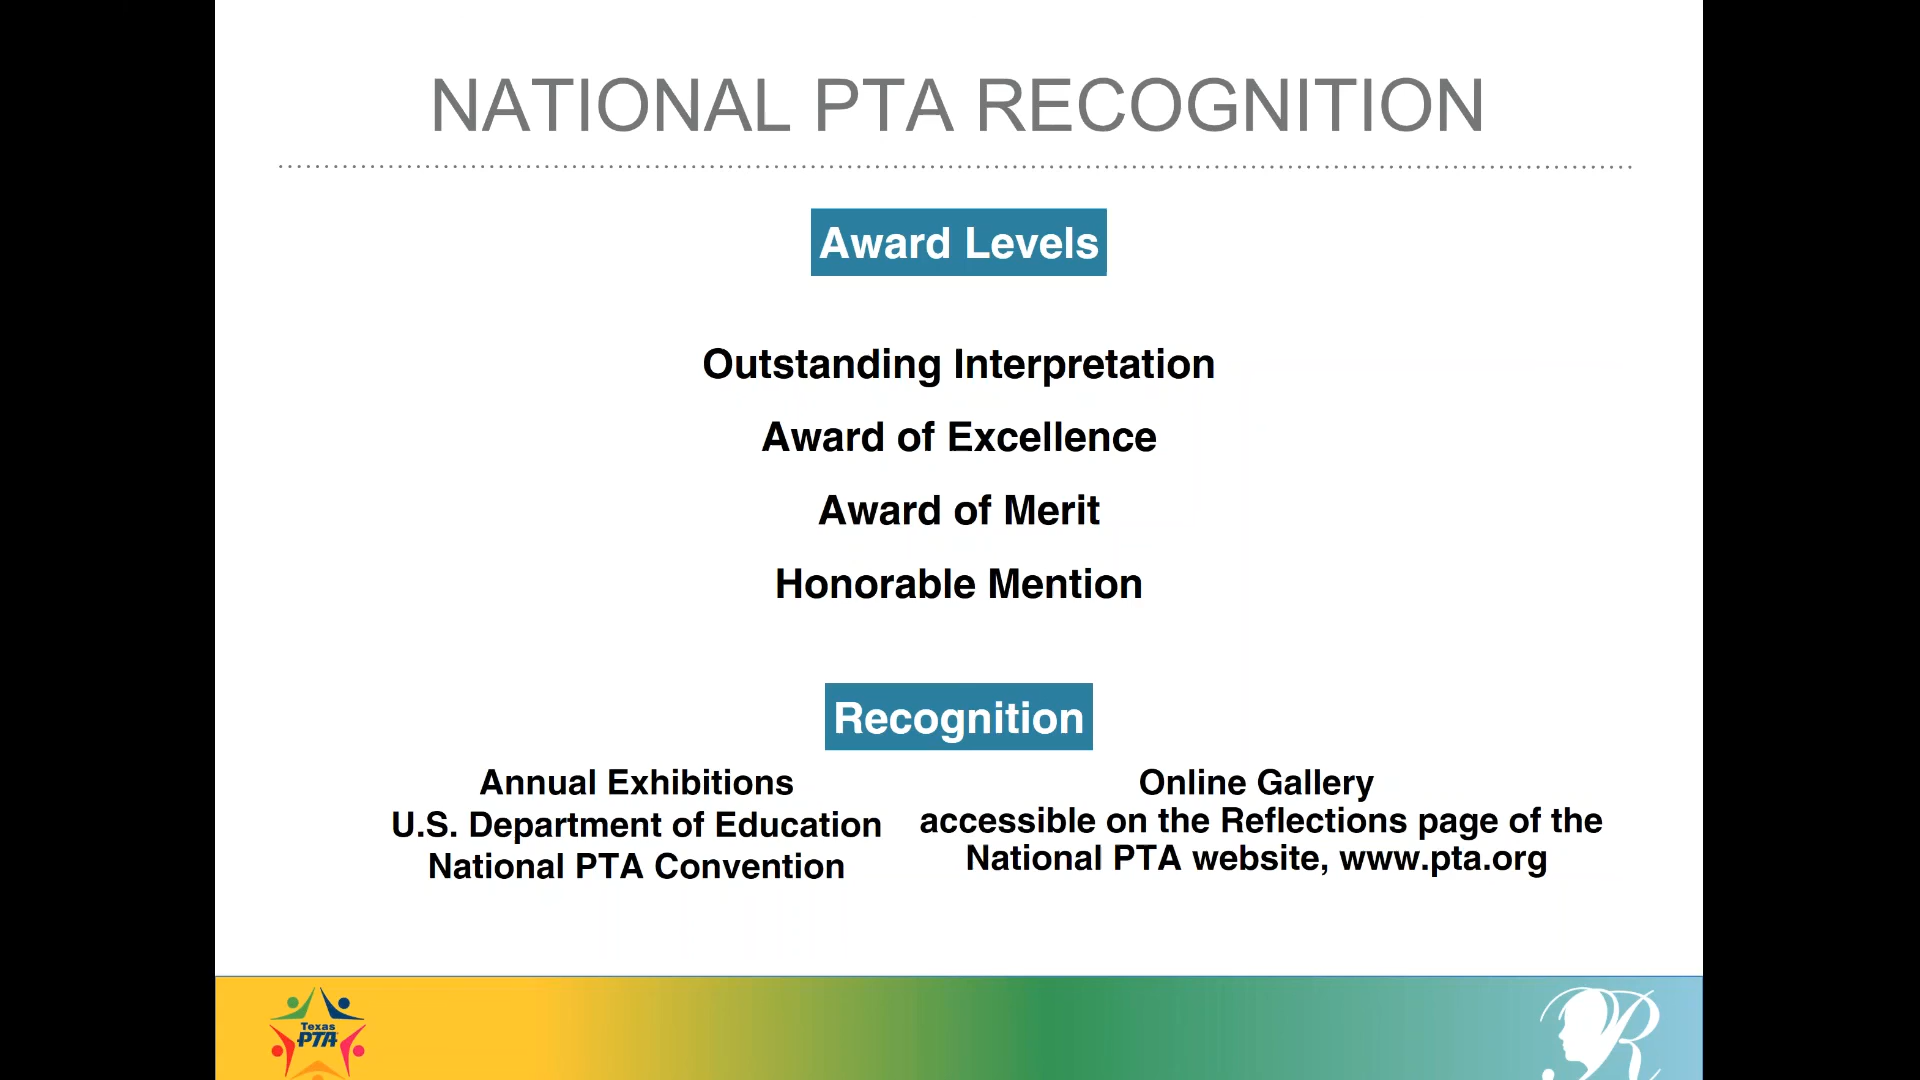 NATIONAL PTA RECOGNITION
Award Levels
Outstanding Interpretation
Award of Excellence
Award of Merit
Honorable Mention
Recognition
Annual Exhibitions
U.S. Department of Education
National PTA Convention
Online Gallery
accessible on the Reflections page of the
National PTA website, www.pta.org
Texas
PTA
R